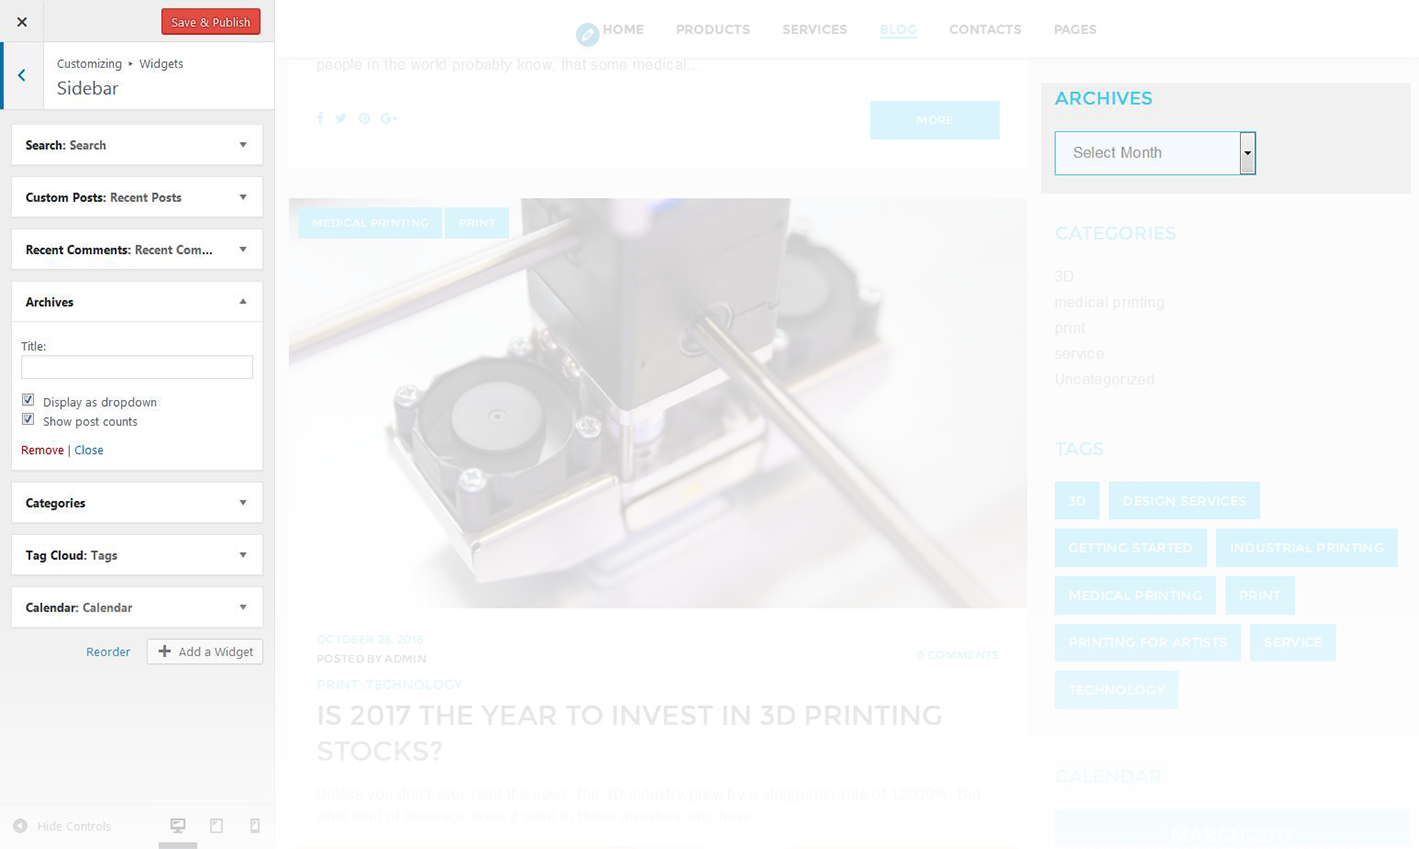 Save & Publish
Customizing ▸ Widgets
Sidebar
Search: Search
Custom Posts: Recent Posts
Recent Comments: Recent Com...
Archives
Title:
Display as dropdown
Show post counts
Remove | Close
Categories
Tag Cloud: Tags
Calendar: Calendar
Reorder
Add a Widget
Hide Controls
HOME PRODUCTS SERVICES BLOG CONTACTS PAGES
people in the world probably know, that some medical...
MORE
MEDICAL PRINTING PRINT
OCTOBER 25, 2016
POSTED BY ADMIN
0 COMMENTS
PRINT, TECHNOLOGY
IS 2017 THE YEAR TO INVEST IN 3D PRINTING
STOCKS?
Unless you don't ever read the news, the 3D industry grew by a staggering rate of 12000%. But
what kind of message does it send to those investors who have
ARCHIVES
Select Month
CATEGORIES
3D
medical printing
print
service
Uncategorized
TAGS
3D DESIGN SERVICES
GETTING STARTED INDUSTRIAL PRINTING
MEDICAL PRINTING PRINT
PRINTING FOR ARTISTS SERVICE
TECHNOLOGY
CALENDAR
MARCH 2017